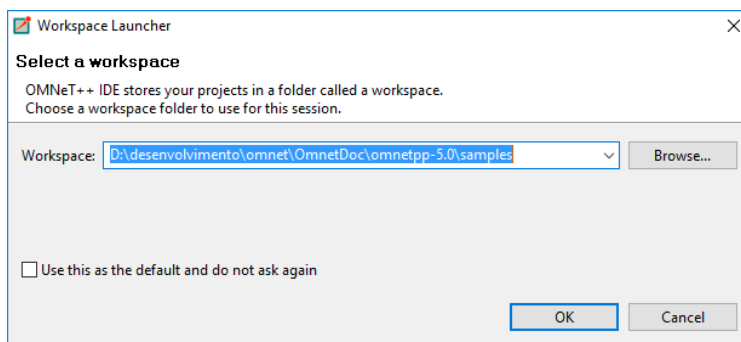 Workspace Launcher
Select a workspace
OMNeT++ IDE stores your projects in a folder called a workspace.
Choose a workspace folder to use for this session.
Workspace: D:\desenvolvimento\omnet\OmnetDoc\omnetpp-5.0\samples Browse...
Use this as the default and do not ask again
OK Cancel